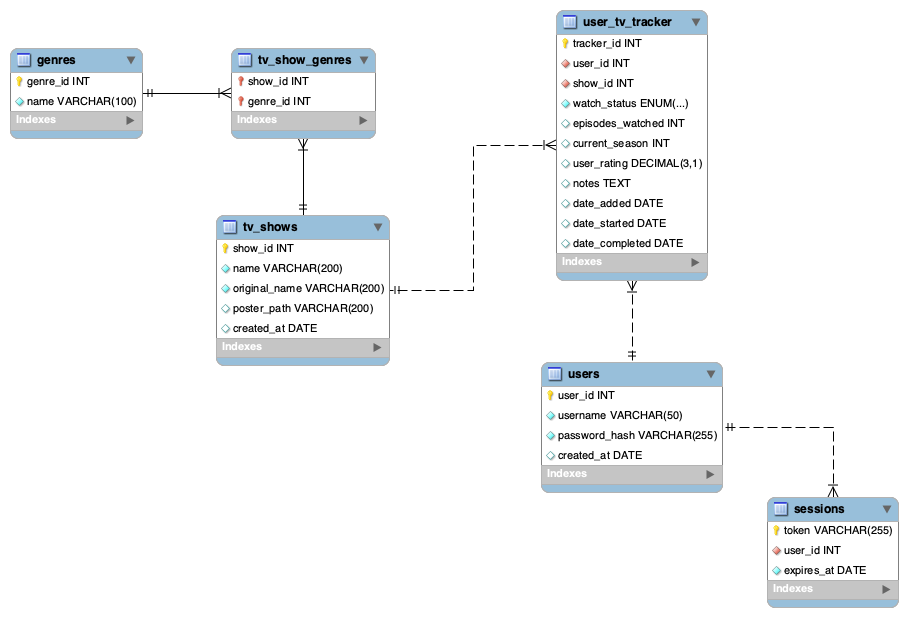 genres
genre_id INT
name VARCHAR(100)
Indexes
tv_show_genres
show_id INT
genre_id INT
Indexes
user_tv_tracker
tracker_id INT
user_id INT
show_id INT
watch_status ENUM(...)
episodes_watched INT
current_season INT
user_rating DECIMAL(3,1)
notes TEXT
date_added DATE
date_started DATE
date_completed DATE
Indexes
tv_shows
show_id INT
name VARCHAR(200)
original_name VARCHAR(200)
poster_path VARCHAR(200)
created_at DATE
Indexes
users
user_id INT
username VARCHAR(50)
password_hash VARCHAR(255)
created_at DATE
Indexes
sessions
token VARCHAR(255)
user_id INT
expires_at DATE
Indexes